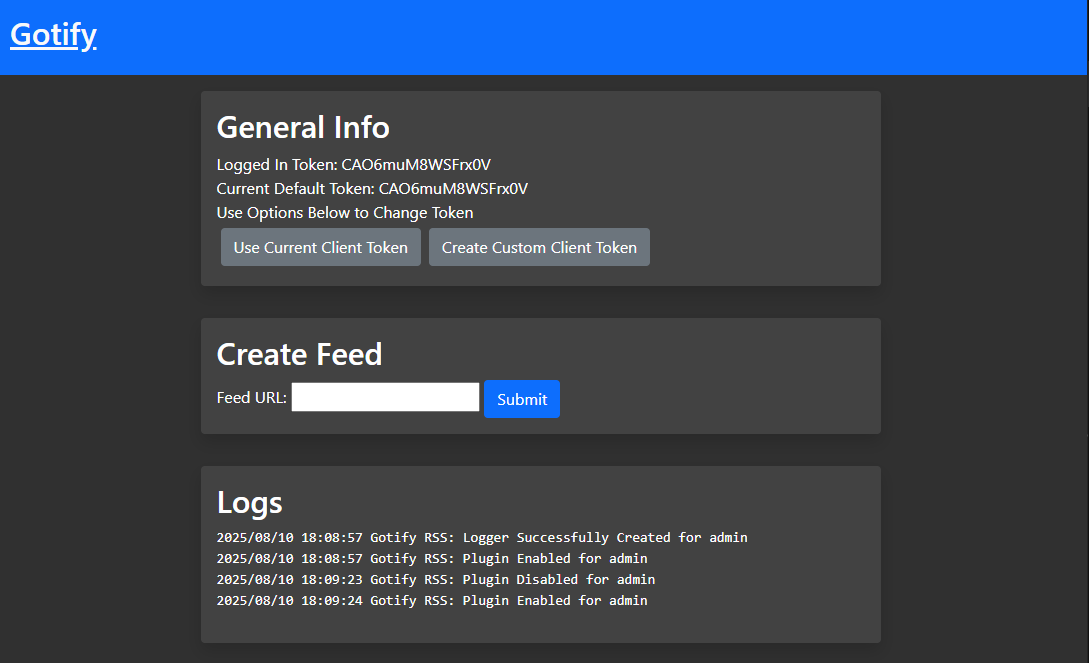 Gotify
General Info
Logged In Token: CAO6muM8WSFrx0V
Current Default Token: CAO6muM8WSFrx0V
Use Options Below to Change Token
Use Current Client Token Create Custom Client Token
Create Feed
Feed URL: Submit
Logs
2025/08/10 18:08:57 Gotify RSS: Logger Successfully Created for admin
2025/08/10 18:08:57 Gotify RSS: Plugin Enabled for admin
2025/08/10 18:09:23 Gotify RSS: Plugin Disabled for admin
2025/08/10 18:09:24 Gotify RSS: Plugin Enabled for admin